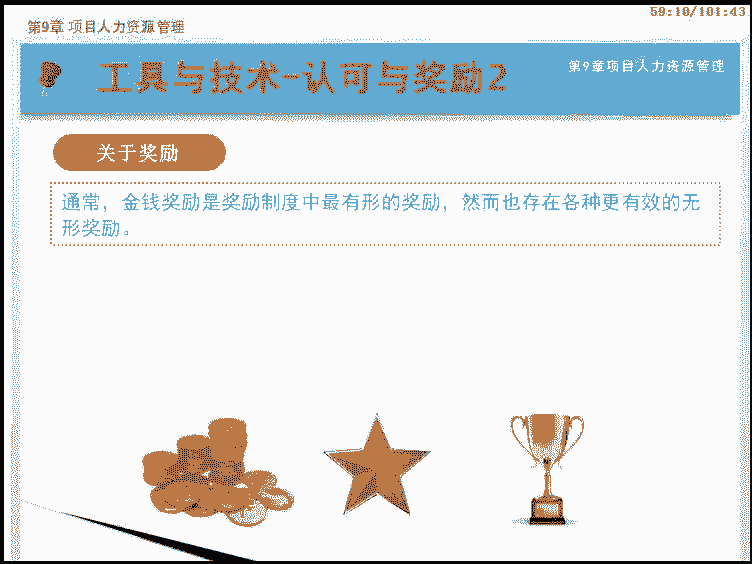 59:10/101:43
第9章 项目人力资源管理
工具与技术-认可与奖励2
第9章项目人力资源管理
关于奖励
通常，金钱奖励是奖励制度中最有形的奖励，然而也存在各种更有效的无
形奖励。